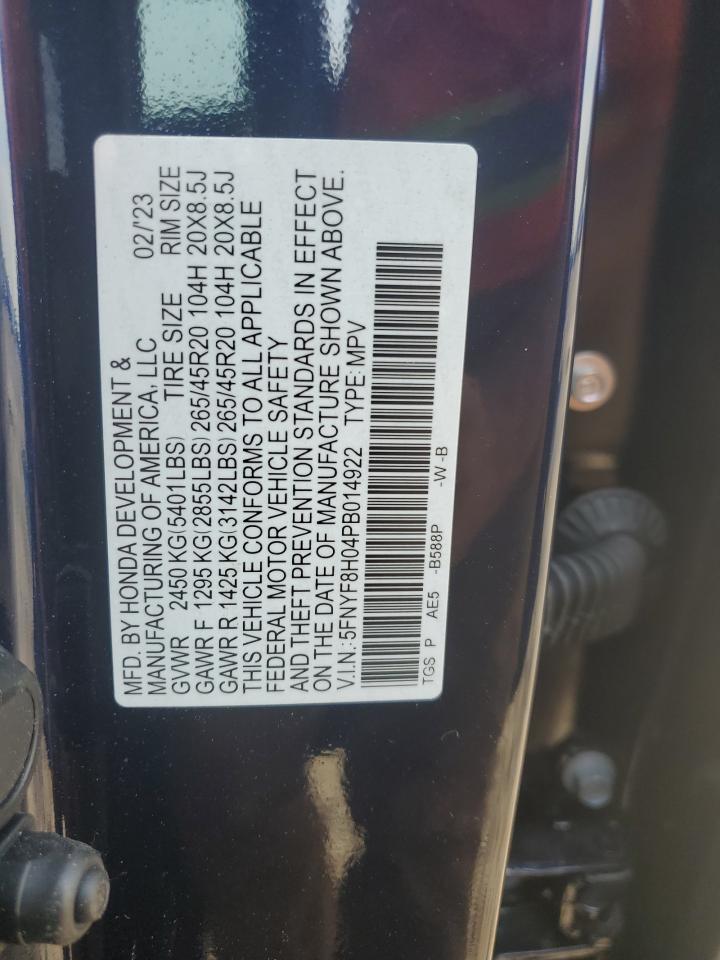 MFD. BY HONDA DEVELOPMENT &
MANUFACTURING OF AMERICA, LLC 02/'23
GVWR 2450 KG(5401LBS) TIRE SIZE RIM SIZE
GAWR F 1295 KG(2855LBS) 265/45R20 104H 20X8.5J
GAWR R 1425 KG(3142LBS) 265/45R20 104H 20X8.5J
THIS VEHICLE CONFORMS TO ALL APPLICABLE
FEDERAL MOTOR VEHICLE SAFETY
AND THEFT PREVENTION STANDARDS IN EFFECT
ON THE DATE OF MANUFACTURE SHOWN ABOVE.
V.I.N.:5FNYF8H04PB014922 TYPE: MPV
TGS P AE5 -B588P -W -B